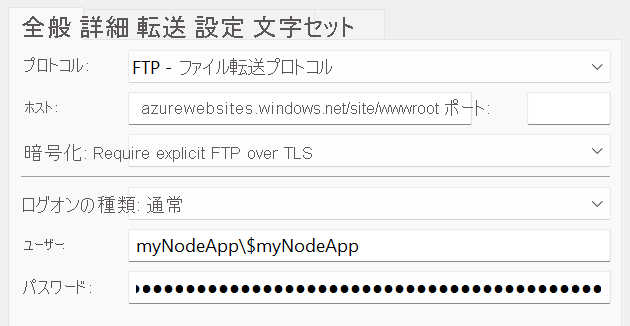 全般 詳細 転送 設定 文字セット
プロトコル: FTP - ファイル転送プロトコル
ホスト: azurewebsites.windows.net/site/wwwroot ポート:
暗号化: Require explicit FTP over TLS
ログオンの種類: 通常
ユーザー: myNodeApp\$myNodeApp
パスワード: ●●●●●●●●●●●●●●●●●●●●●●●●●●●●●●●●●●●●●●●●●